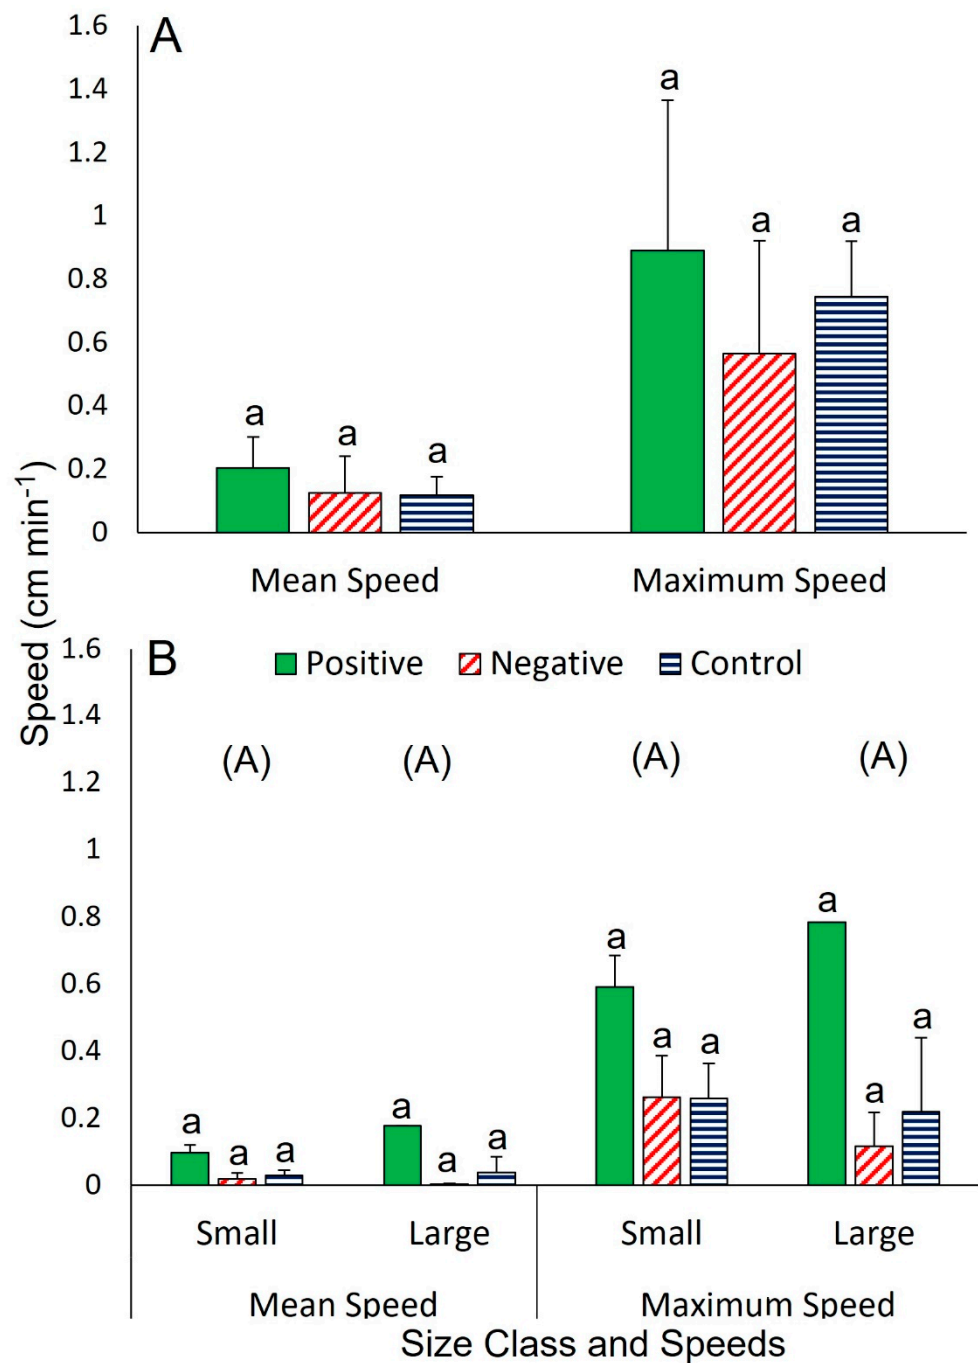 A
1.6
1.4
1.2
1
0.8
0.6
0.4
0.2
0
a a a a a a
Mean Speed Maximum Speed
Speed (cm min⁻¹)
B
Positive Negative Control
1.6
1.4
1.2
1
0.8
0.6
0.4
0.2
0
(A) (A) (A) (A)
a a a a a a a a a a a a
Small Large Small Large
Mean Speed Maximum Speed
Size Class and Speeds